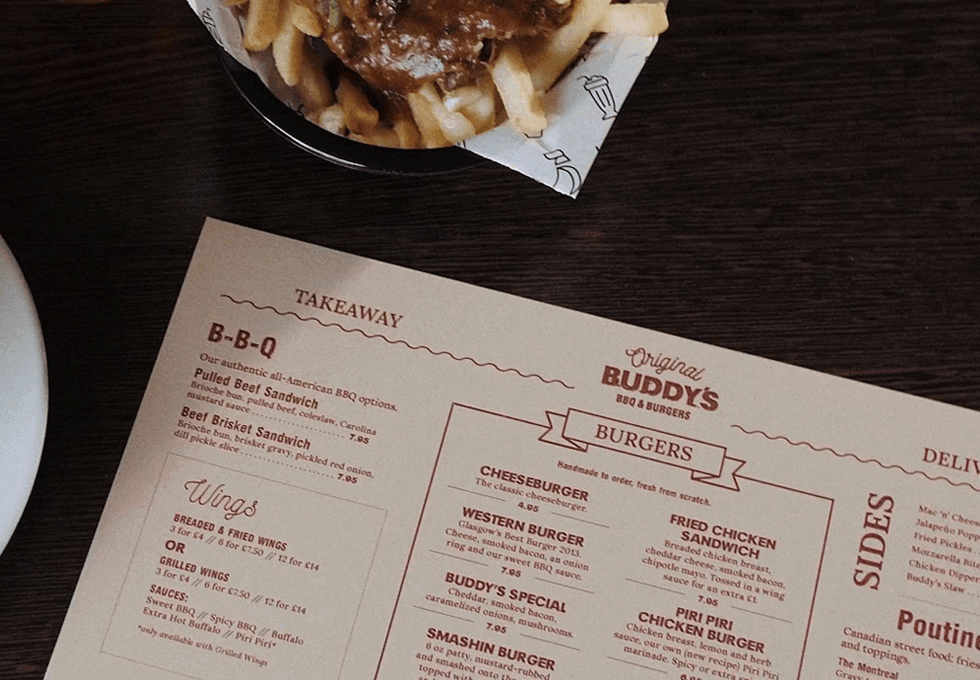 TAKEAWAY
B-B-Q
Our authentic all-American BBQ options.
Pulled Beef Sandwich
Brioche bun, pulled beef, coleslaw, Carolina
mustard sauce.......................... 7.95
Beef Brisket Sandwich
Brioche bun, brisket gravy, pickled red onion,
dill pickle slice.......................... 7.95
Wings
BREADED & FRIED WINGS
3 for £4 // 6 for £7.50 // 12 for £14
OR
GRILLED WINGS
3 for £4 // 6 for £7.50 // 12 for £14
SAUCES:
Sweet BBQ // Spicy BBQ // Buffalo
Extra Hot Buffalo // Piri Piri*
*only available with Grilled Wings
Original
BUDDY'S
BBQ & BURGERS
BURGERS
Handmade to order, fresh from scratch.
CHEESEBURGER
The classic cheeseburger.
4.95
WESTERN BURGER
Glasgow's Best Burger 2013.
Cheese, smoked bacon, an onion
ring and our sweet BBQ sauce.
7.95
BUDDY'S SPECIAL
Cheddar, smoked bacon,
caramelized onions, mushrooms.
7.95
SMASHIN BURGER
6 oz patty, mustard-rubbed
and smashed onto the
topped with
FRIED CHICKEN
SANDWICH
Breaded chicken breast,
cheddar cheese, smoked bacon,
chipotle mayo. Tossed in a wing
sauce for an extra £1.
7.95
PIRI PIRI
CHICKEN BURGER
Chicken breast, lemon and herb
sauce, our own (new recipe) Piri Piri
marinade. Spicy or extra
DELIV
SIDES
Mac 'n' Chee
Jalapeño Popp
Fried Pickles
Mozzarella Bite
Chicken Dippe
Buddy's Slaw
Poutin
Canadian street food: frie
and toppings.
The Montreal